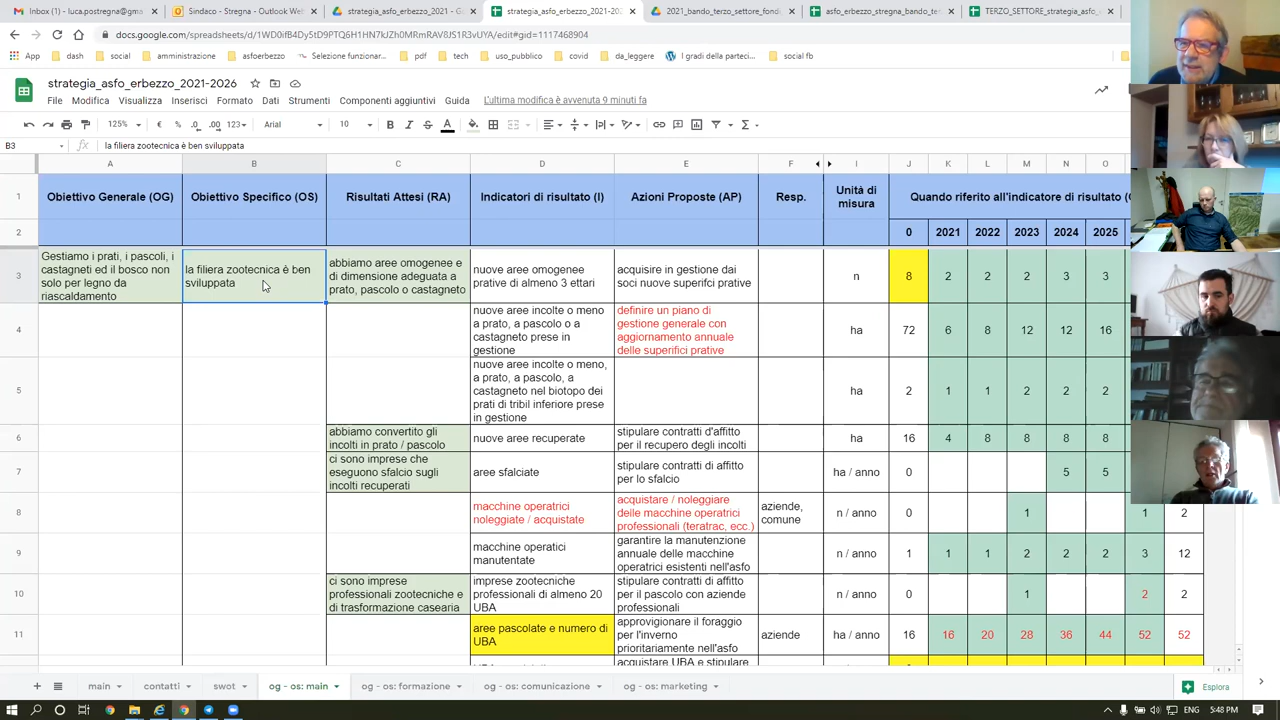 Inbox (1) - luca.postregna@gmail
Sindaco - Stregna - Outlook Web
strategia_asfo_erbezzo_2021 - G
strategia_asfo_erbezzo_2021-202
2021_bando_terzo_settore_fond
asfo_erbezzo_stregna_bando_te
TERZO_SETTORE_strategia_asfo
docs.google.com/spreadsheets/d/
/edit#gid=1117468904
App
social
amministrazione
asfoerbezzo
Selezione funzionar...
pdf
tech
uso_pubblico
covid
da_leggere
I gradi della parteci...
social fb
strategia_asfo_erbezzo_2021-2026
File Modifica Visualizza Inserisci Formato Dati Strumenti Componenti aggiuntivi Guida L'ultima modifica è avvenuta 9 minuti fa
125% € % .0 .00 123 Arial 10 B I S A
B3 fx la filiera zootecnica è ben sviluppata
A B C D E F I J K L M N O
1 Obiettivo Generale (OG) Obiettivo Specifico (OS) Risultati Attesi (RA) Indicatori di risultato (I) Azioni Proposte (AP) Resp. Unità di misura Quando riferito all'indicatore di risultato (
2 0 2021 2022 2023 2024 2025
3
Gestiamo i prati, i pascoli, i
castagneti ed il bosco non
solo per legno da
riascaldamento
la filiera zootecnica è ben
sviluppata
abbiamo aree omogenee e
di dimensione adeguata a
prato, pascolo o castagneto
nuove aree omogenee
prative di almeno 3 ettari
acquisire in gestione dai
soci nuove superifci prative
n 8 2 2 2 3 3
4
nuove aree incolte o meno
a prato, a pascolo o a
castagneto prese in
gestione
definire un piano di
gestione generale con
aggiornamento annuale
delle superifici prative
ha 72 6 8 12 12 16
5
nuove aree incolte o meno,
a prato, a pascolo, a
castagneto nel biotopo dei
prati di tribil inferiore prese
in gestione
ha 2 1 1 2 2 2
6
abbiamo convertito gli
incolti in prato / pascolo
nuove aree recuperate
stipulare contratti d'affitto
per il recupero degli incolti
ha 16 4 8 8 8 8
7
ci sono imprese che
eseguono sfalcio sugli
incolti recuperati
aree sfalciate
stipulare contratti di affitto
per lo sfalcio
ha / anno 0 5 5
8
macchine operatrici
noleggiate / acquistate
acquistare / noleggiare
delle macchine operatrici
professionali (teratrac, ecc.)
aziende,
comune
n / anno 0 1 1 2
9
macchine operatici
manutentate
garantire la manutenzione
annuale delle macchine
operatrici esistenti nell'asfo
n / anno 1 1 1 2 2 2 3 12
10
ci sono imprese
professionali zootecniche e
di trasformazione casearia
imprese zootecniche
professionali di almeno 20
UBA
stipulare contratti di affitto
per il pascolo con aziende
professionali
n / anno 0 1 2 2
11
aree pascolate e numero di
UBA
approvigionare il foraggio
per l'inverno
prioritariamente nell'asfo
aziende
ha / anno 16 16 20 28 36 44 52 52
acquistare UBA e stipulare
main contatti swot og - os: main og - os: formazione og - os: comunicazione og - os: marketing Esplora
ENG 5:48 PM